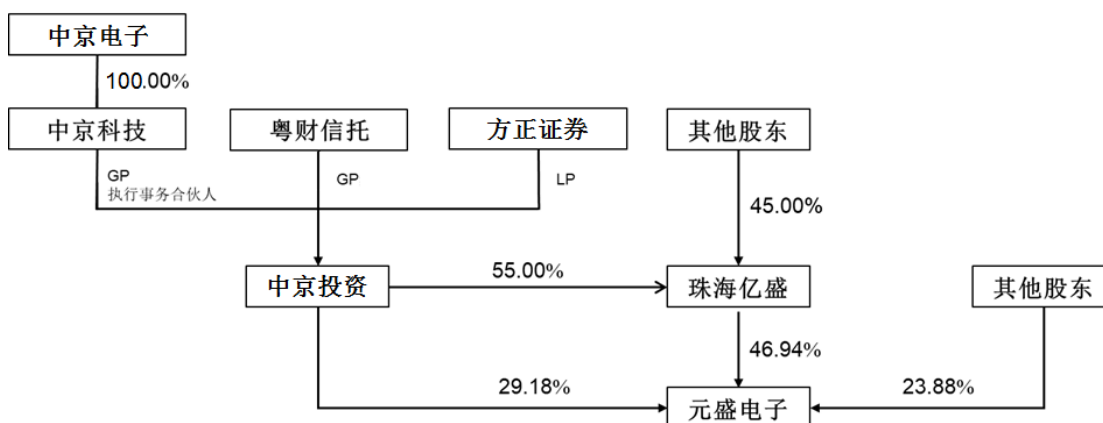 中京电子
100.00%
中京科技
粤财信托
方正证券
其他股东
GP
执行事务合伙人
GP
LP
45.00%
中京投资
55.00%
珠海亿盛
其他股东
46.94%
29.18%
23.88%
元盛电子